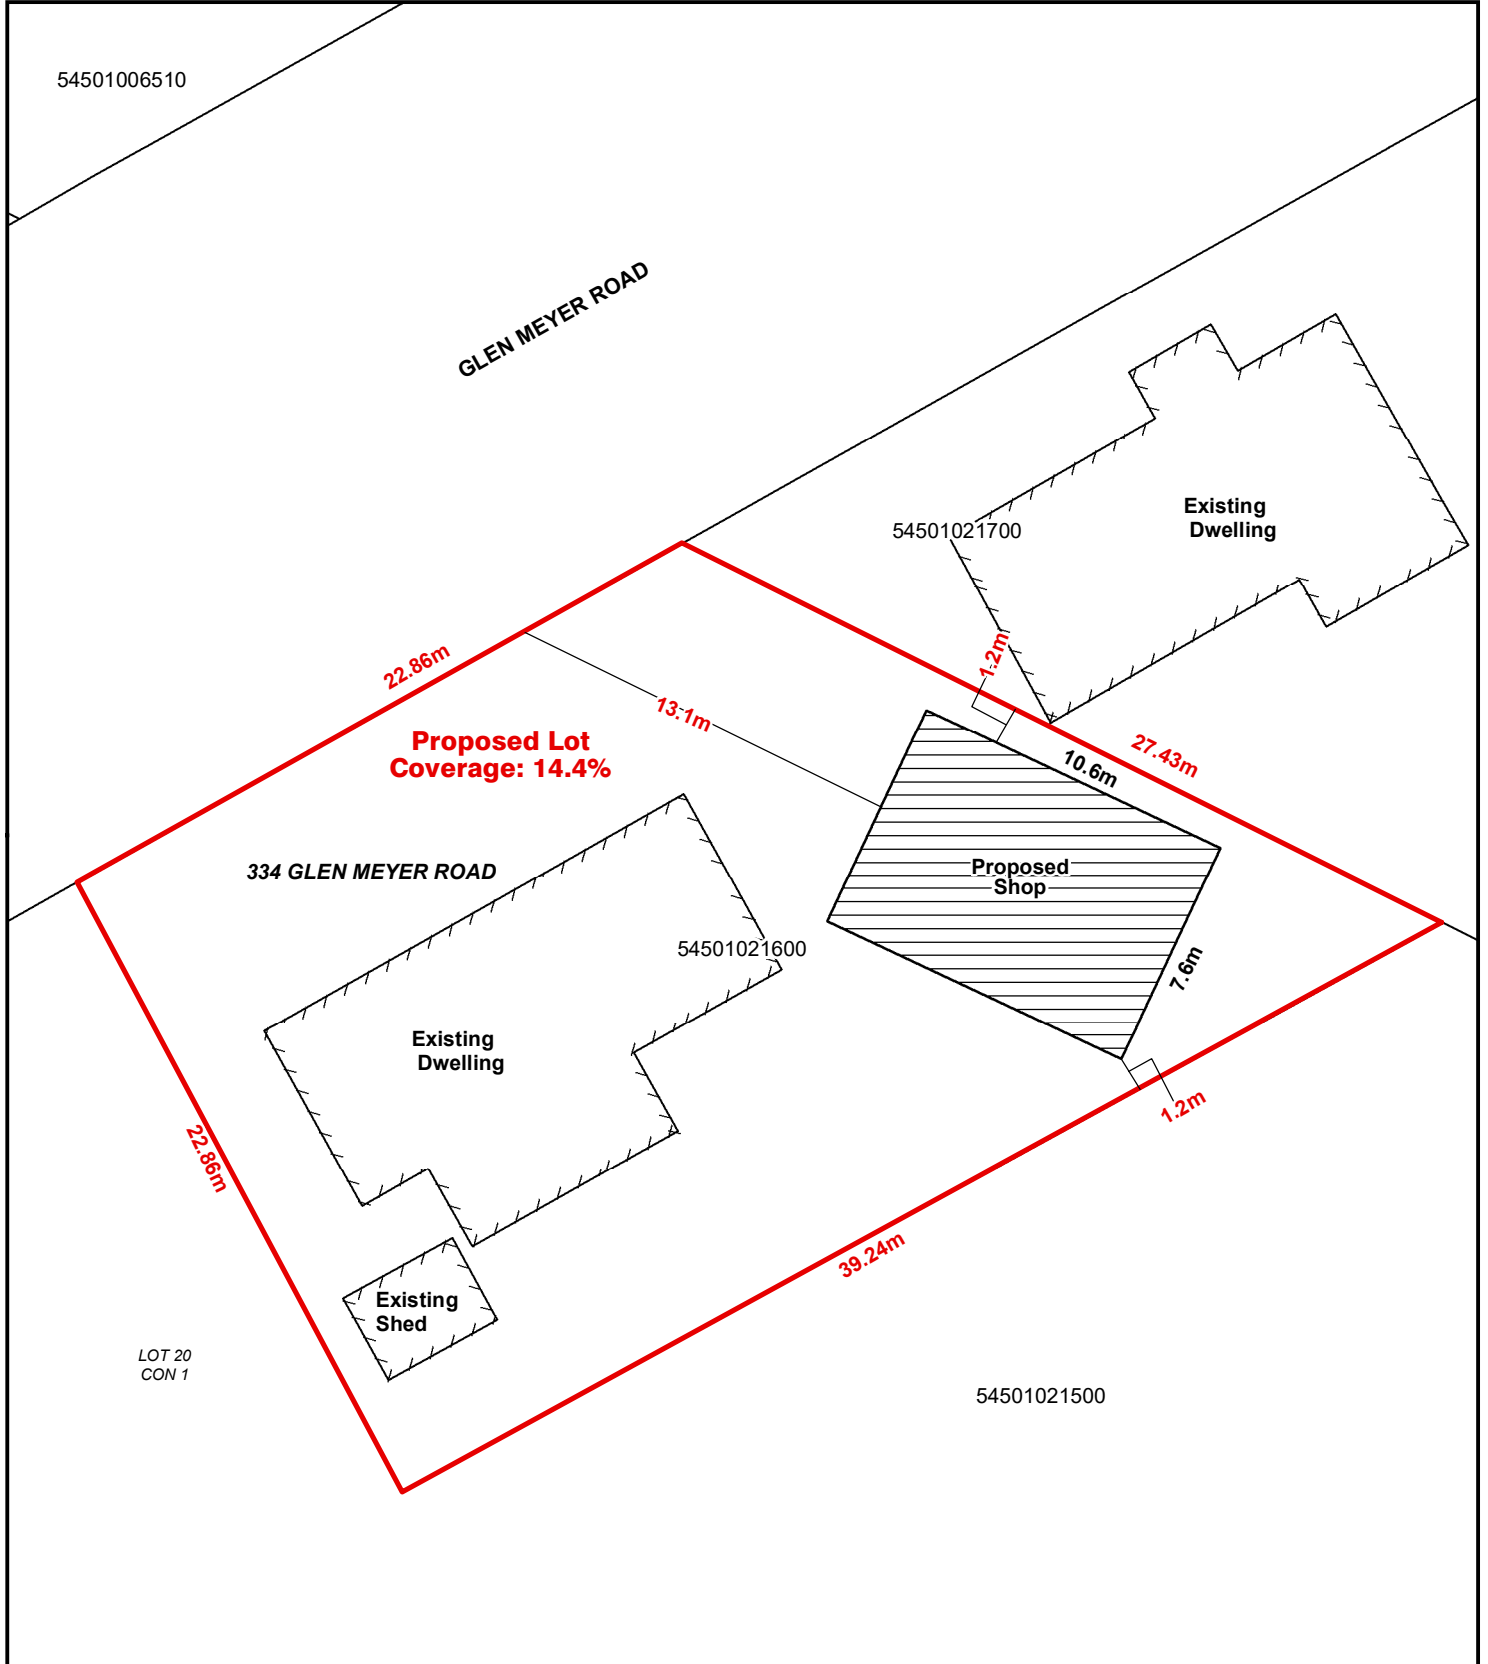 54501006510
GLEN MEYER ROAD
Existing
Dwelling
54501021700
1.2m
22.86m
13.1m
Proposed Lot
Coverage: 14.4%
27.43m
10.6m
334 GLEN MEYER ROAD
Proposed
Shop
54501021600
7.6m
Existing
Dwelling
1.2m
22.86m
39.24m
Existing
Shed
LOT 20
CON 1
54501021500